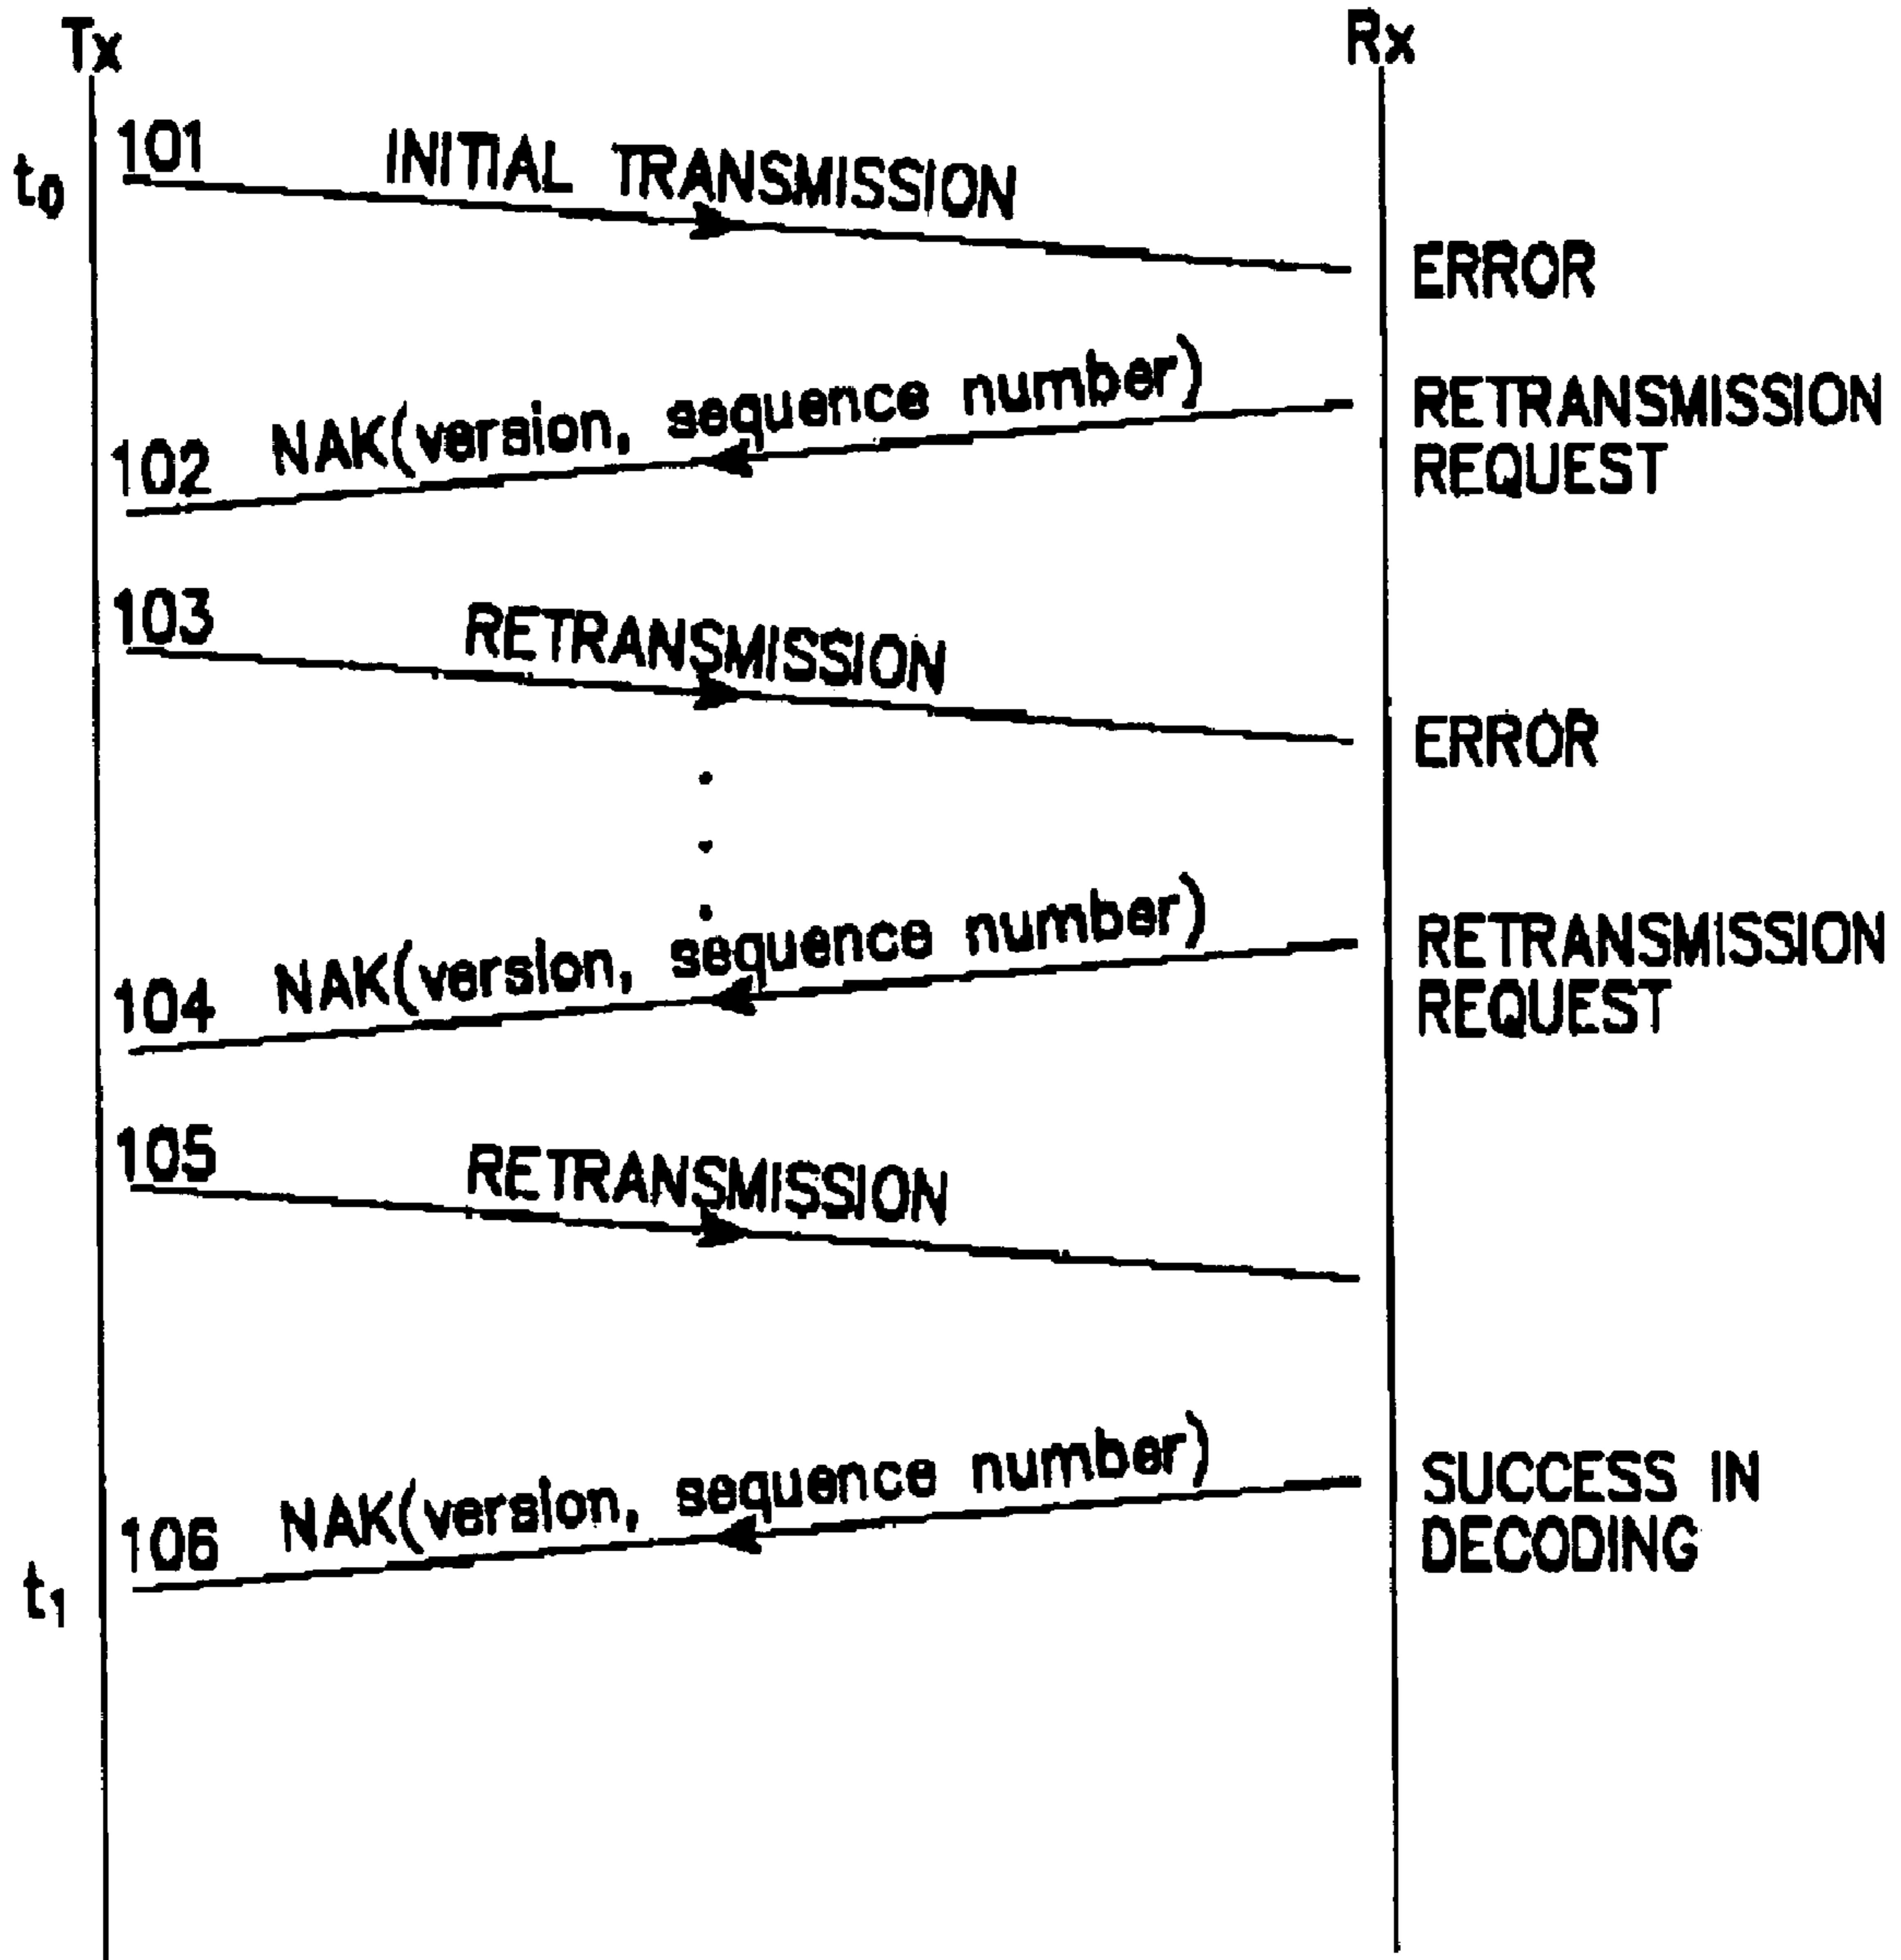 Tx
Rx
t0
101
INITIAL TRANSMISSION
ERROR
102
NAK(version, sequence number)
RETRANSMISSION
REQUEST
103
RETRANSMISSION
ERROR
104
NAK(version, sequence number)
RETRANSMISSION
REQUEST
105
RETRANSMISSION
t1
106
NAK(version, sequence number)
SUCCESS IN
DECODING